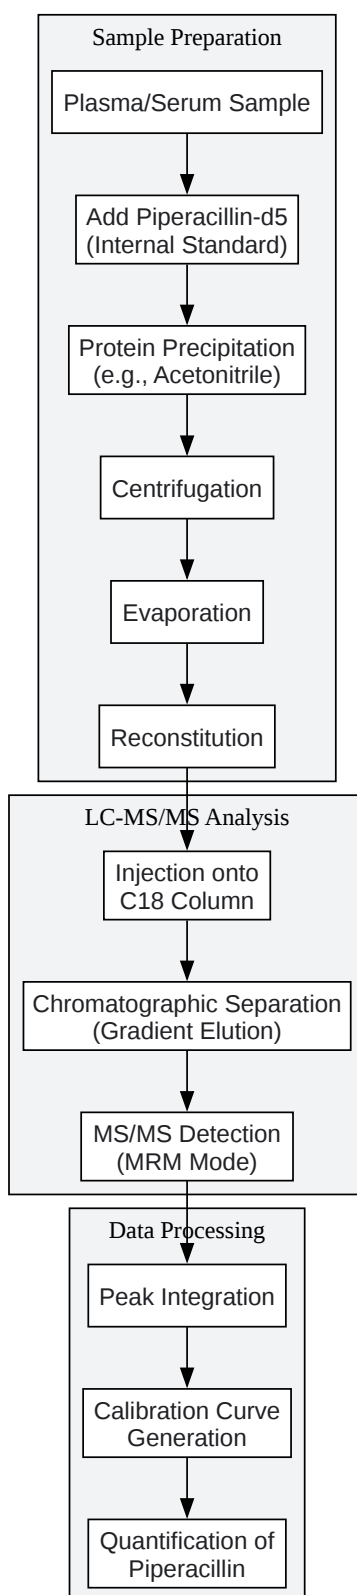 Sample Preparation
Plasma/Serum Sample
Add Piperacillin-d5
(Internal Standard)
Protein Precipitation
(e.g., Acetonitrile)
Centrifugation
Evaporation
Reconstitution
LC-MS/MS Analysis
Injection onto
C18 Column
Chromatographic Separation
(Gradient Elution)
MS/MS Detection
(MRM Mode)
Data Processing
Peak Integration
Calibration Curve
Generation
Quantification of
Piperacillin